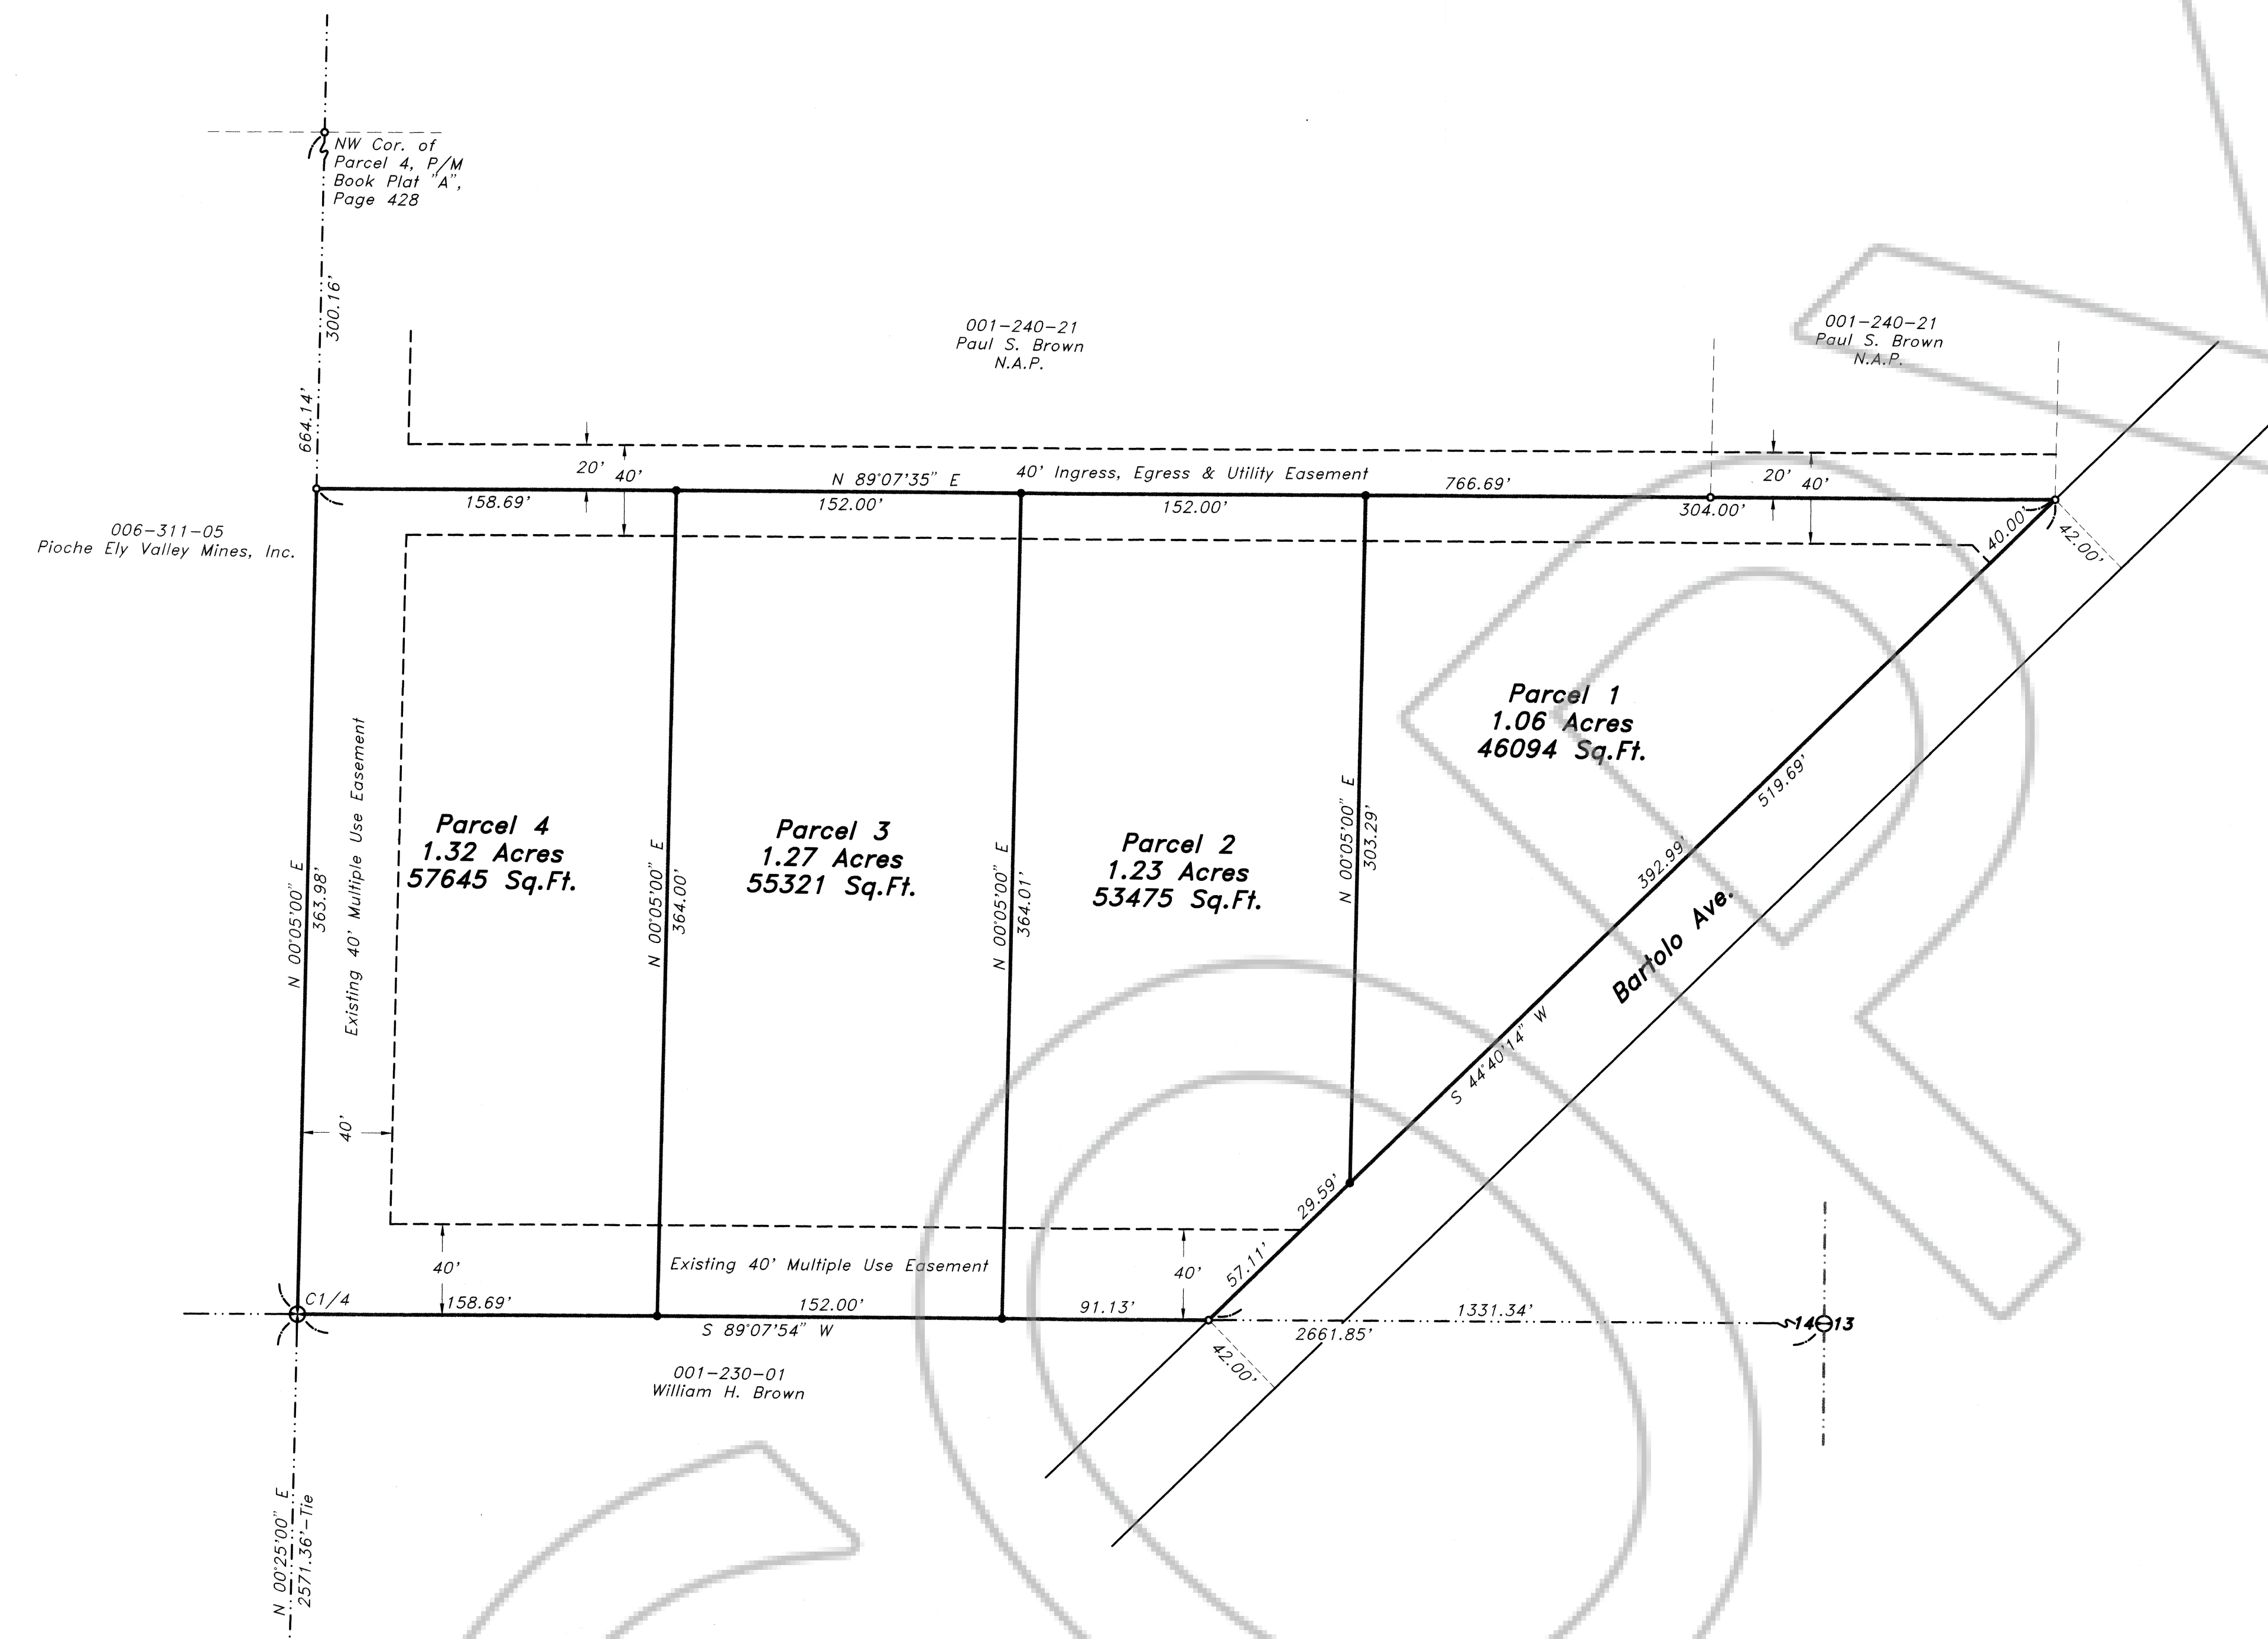 NW Cor. of
Parcel 4, P/M
Book Plat "A",
Page 428
300.16'
664.14'
001-240-21
Paul S. Brown
N.A.P.
001-240-21
Paul S. Brown
N.A.P.
20'
40'
N 89°07'35" E
40' Ingress, Egress & Utility Easement
766.69'
20'
40'
158.69'
152.00'
152.00'
304.00'
40.00'
42.00'
006-311-05
Pioche Ely Valley Mines, Inc.
N 00°05'00" E
363.98'
Existing 40' Multiple Use Easement
40'
Parcel 4
1.32 Acres
57645 Sq.Ft.
N 00°05'00" E
364.00'
Parcel 3
1.27 Acres
55321 Sq.Ft.
N 00°05'00" E
364.01'
Parcel 2
1.23 Acres
53475 Sq.Ft.
N 00°05'00" E
303.29'
Parcel 1
1.06 Acres
46094 Sq.Ft.
519.69'
392.99'
Bartolo Ave.
S 44°40'14" W
29.59'
57.11'
40'
Existing 40' Multiple Use Easement
40'
C1/4
158.69'
152.00'
91.13'
S 89°07'54" W
1331.34'
2661.85'
14 13
42.00'
001-230-01
William H. Brown
N 00°25'00" E
2571.36'-Tie